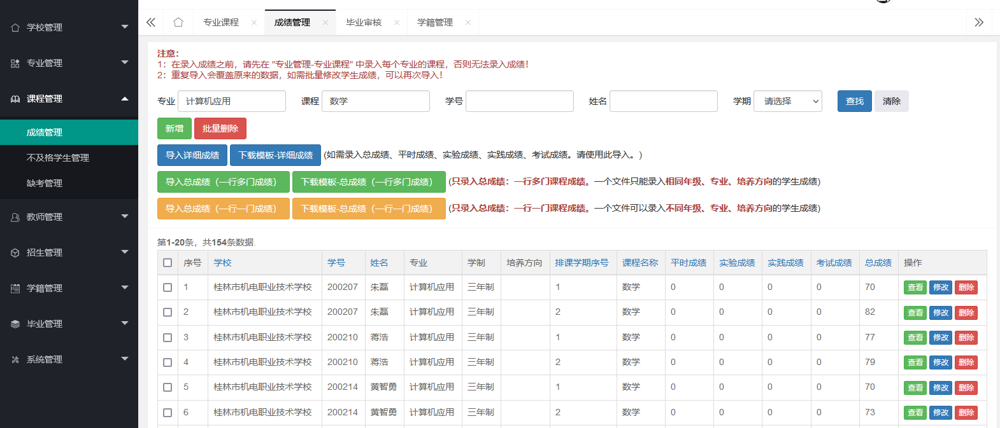 学校管理
专业管理
课程管理
成绩管理
不及格学生管理
缺考管理
教师管理
招生管理
学籍管理
毕业管理
系统管理
专业课程 × 成绩管理 × 毕业审核 × 学籍管理 ×
注意：
1：在录入成绩之前，请先在 "专业管理-专业课程" 中录入每个专业的课程，否则无法录入成绩！
2：重复导入会覆盖原来的数据，如需批量修改学生成绩，可以再次导入！
专业 计算机应用 课程 数学 学号 姓名 学期 请选择 查找 清除
新增 批量删除
导入详细成绩 下载模板-详细成绩 (如需录入总成绩、平时成绩、实验成绩、实践成绩、考试成绩。请使用此导入。)
导入总成绩（一行多门成绩） 下载模板-总成绩（一行多门成绩） (只录入总成绩：一行多门课程成绩。一个文件只能录入相同年级、专业、培养方向的学生成绩)
导入总成绩（一行一门成绩） 下载模板-总成绩（一行一门成绩） (只录入总成绩：一行一门课程成绩。一个文件可以录入不同年级、专业、培养方向的学生成绩)
第1-20条，共154条数据.
序号 学校 学号 姓名 专业 学制 培养方向 排课学期序号 课程名称 平时成绩 实验成绩 实践成绩 考试成绩 总成绩 操作
1 桂林市机电职业技术学校 200207 朱磊 计算机应用 三年制 1 数学 0 0 0 0 70 查看 修改 删除
2 桂林市机电职业技术学校 200207 朱磊 计算机应用 三年制 2 数学 0 0 0 0 82 查看 修改 删除
3 桂林市机电职业技术学校 200210 蒋浩 计算机应用 三年制 1 数学 0 0 0 0 77 查看 修改 删除
4 桂林市机电职业技术学校 200210 蒋浩 计算机应用 三年制 2 数学 0 0 0 0 79 查看 修改 删除
5 桂林市机电职业技术学校 200214 黄智勇 计算机应用 三年制 1 数学 0 0 0 0 70 查看 修改 删除
6 桂林市机电职业技术学校 200214 黄智勇 计算机应用 三年制 2 数学 0 0 0 0 73 查看 修改 删除